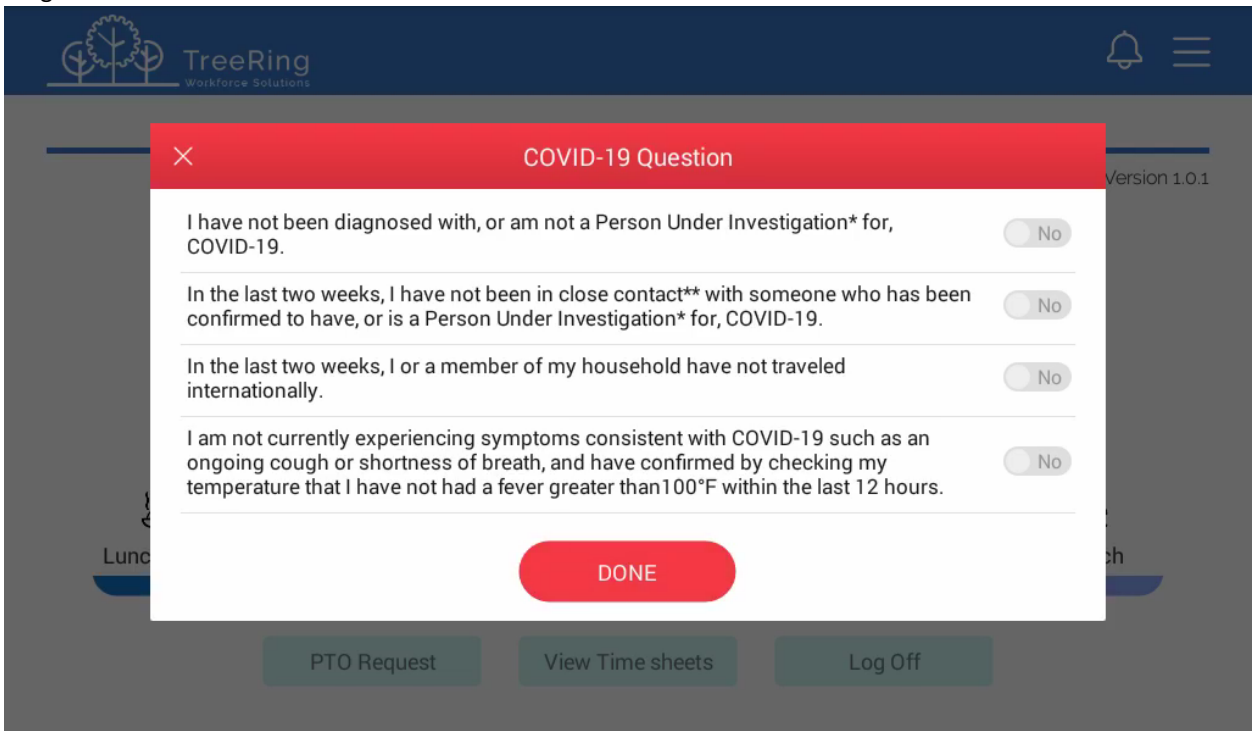 TreeRing
Workforce Solutions
COVID-19 Question
Version 1.0.1
I have not been diagnosed with, or am not a Person Under Investigation* for,
COVID-19.
No
In the last two weeks, I have not been in close contact** with someone who has been
confirmed to have, or is a Person Under Investigation* for, COVID-19.
No
In the last two weeks, I or a member of my household have not traveled
internationally.
No
I am not currently experiencing symptoms consistent with COVID-19 such as an
ongoing cough or shortness of breath, and have confirmed by checking my
temperature that I have not had a fever greater than100°F within the last 12 hours.
No
Lunc
ch
DONE
PTO Request
View Time sheets
Log Off